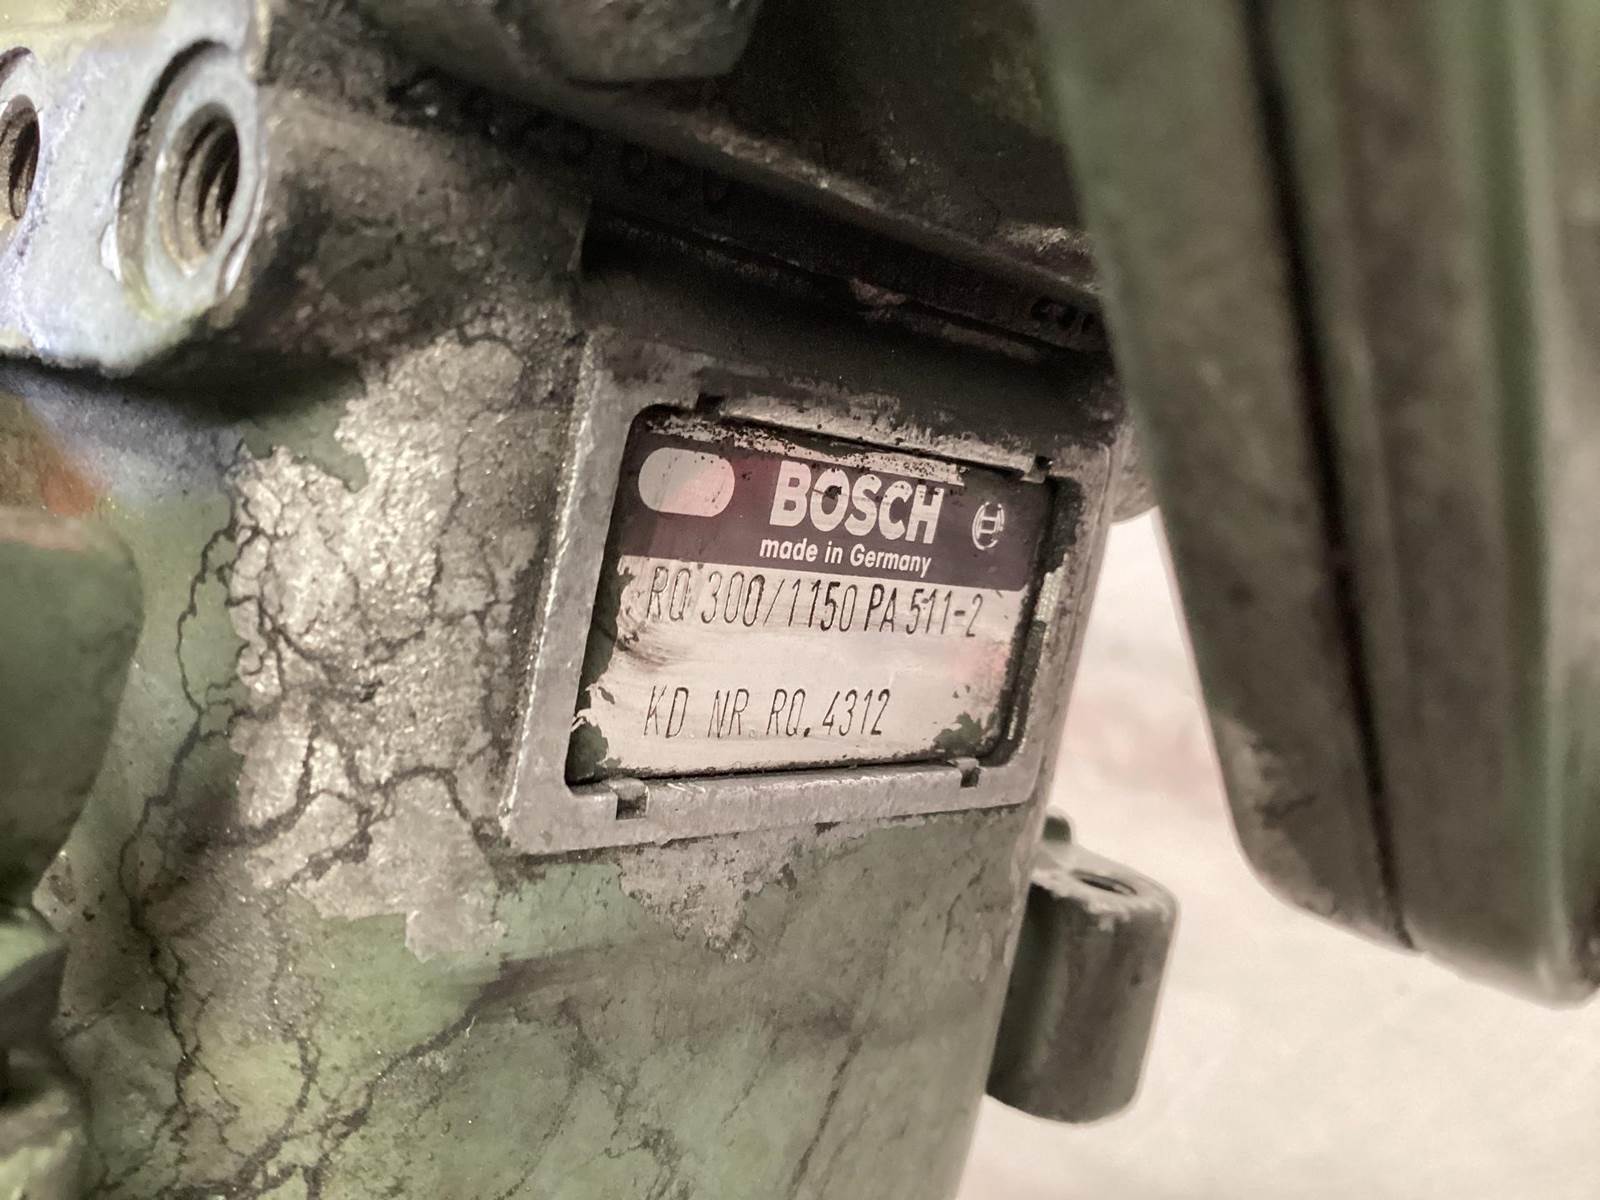 BOSCH
made in Germany
RQ 300/1150 PA 511-2
KD NR. RQ. 4312